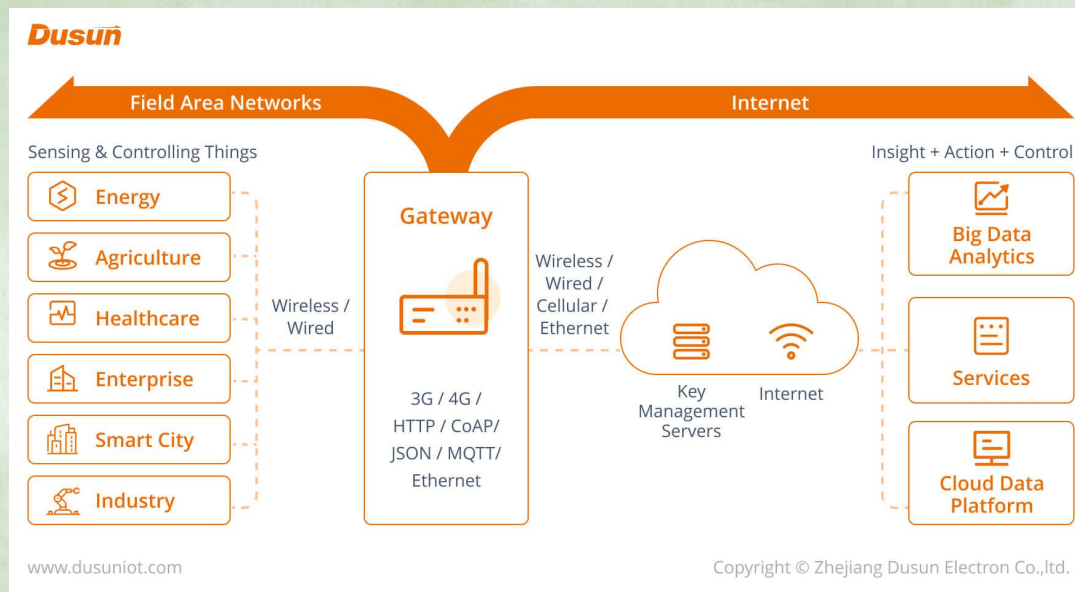 Dusun
Field Area Networks
Internet
Sensing & Controlling Things
Insight + Action + Control
Energy
Agriculture
Healthcare
Enterprise
Smart City
Industry
Wireless /
Wired
Gateway
3G / 4G /
HTTP / CoAP/
JSON / MQTT/
Ethernet
Wireless /
Wired /
Cellular /
Ethernet
Key
Management
Servers
Internet
Big Data
Analytics
Services
Cloud Data
Platform
www.dusuniot.com
Copyright © Zhejiang Dusun Electron Co.,ltd.